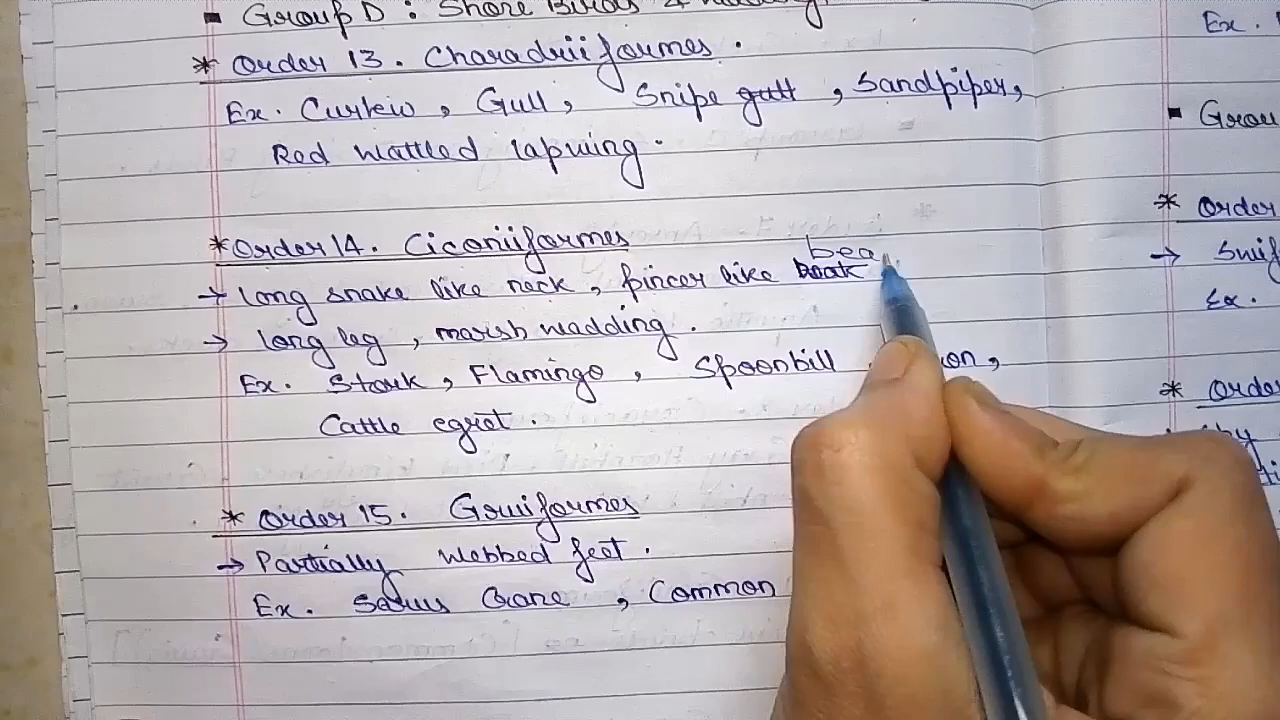 ▪ Group D : Shore Birds &
* Order 13. Charadriiformes.
Ex. Curlew, Gull, Snipe gull, Sandpiper,
Red Wattled lapwing.
*Order 14. Ciconiiformes
bea
→ long snake like neck, pincer like beak
→ long leg, marsh wadding.
Ex. Stork, Flamingo, Spoonbill
Cattle egret.
* Order 15. Gruiformes
→ Partially Webbed feet.
Ex. Sarus Crane, Common
Ex.
▪ Grou
* Order
→ Swif
Ex.
* Orde